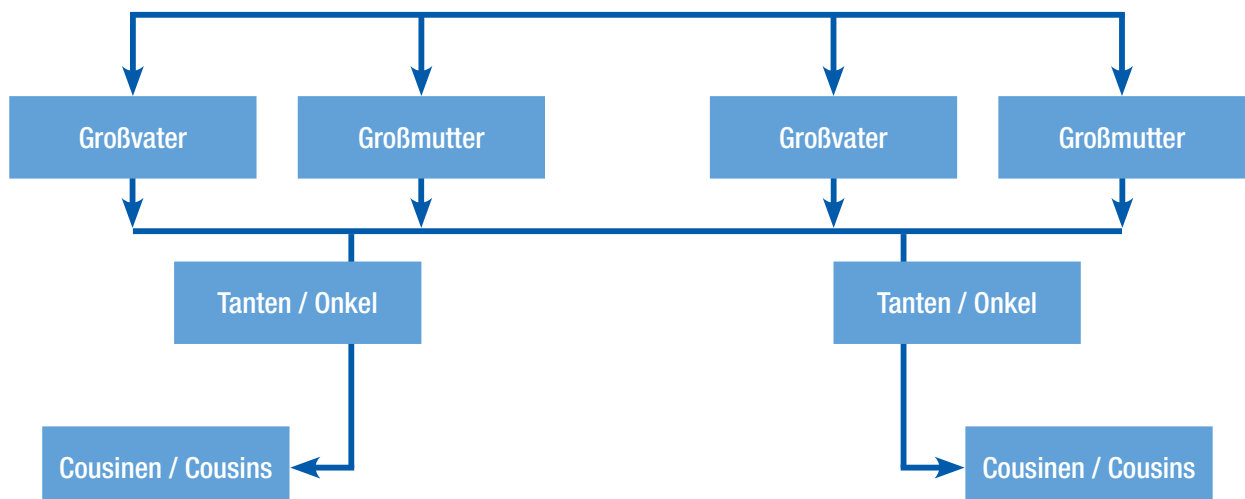 Großvater
Großmutter
Großvater
Großmutter
Tanten / Onkel
Tanten / Onkel
Cousinen / Cousins
Cousinen / Cousins